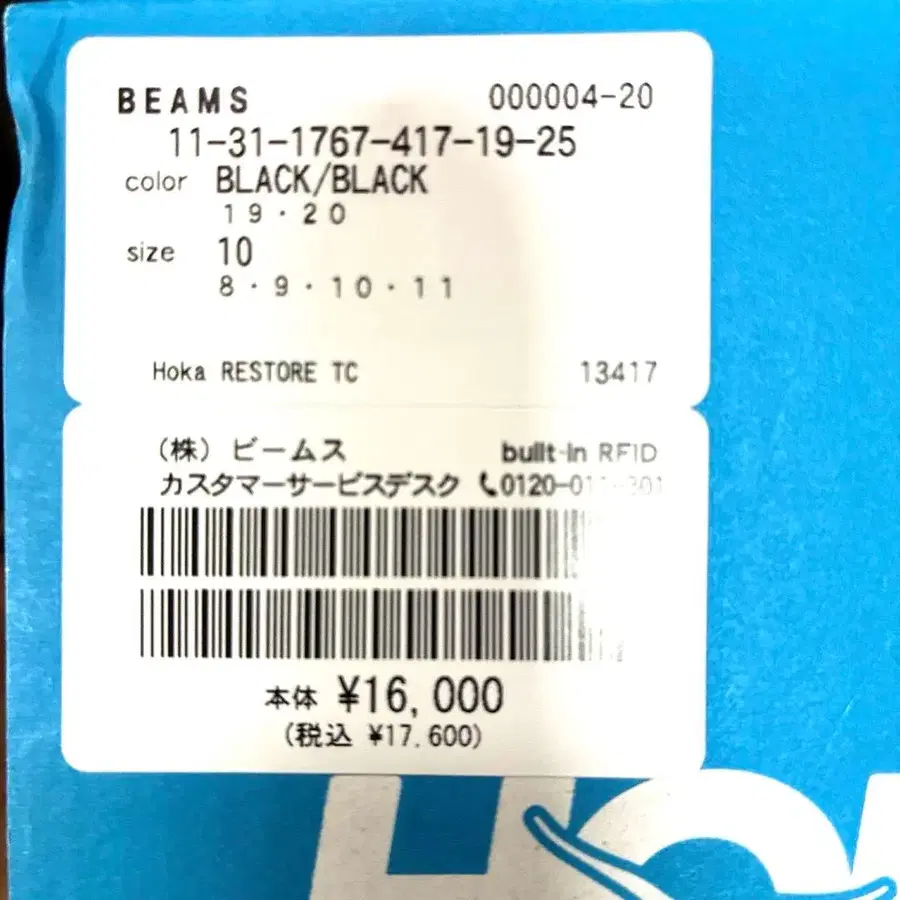 BEAMS 000004-20
11-31-1767-417-19-25
color BLACK/BLACK
19・20
size 10
8・9・10・11
Hoka RESTORE TC 13417
(株) ビームス built-in RFID
カスタマーサービスデスク
本体 ¥16,000
(税込 ¥17,600)